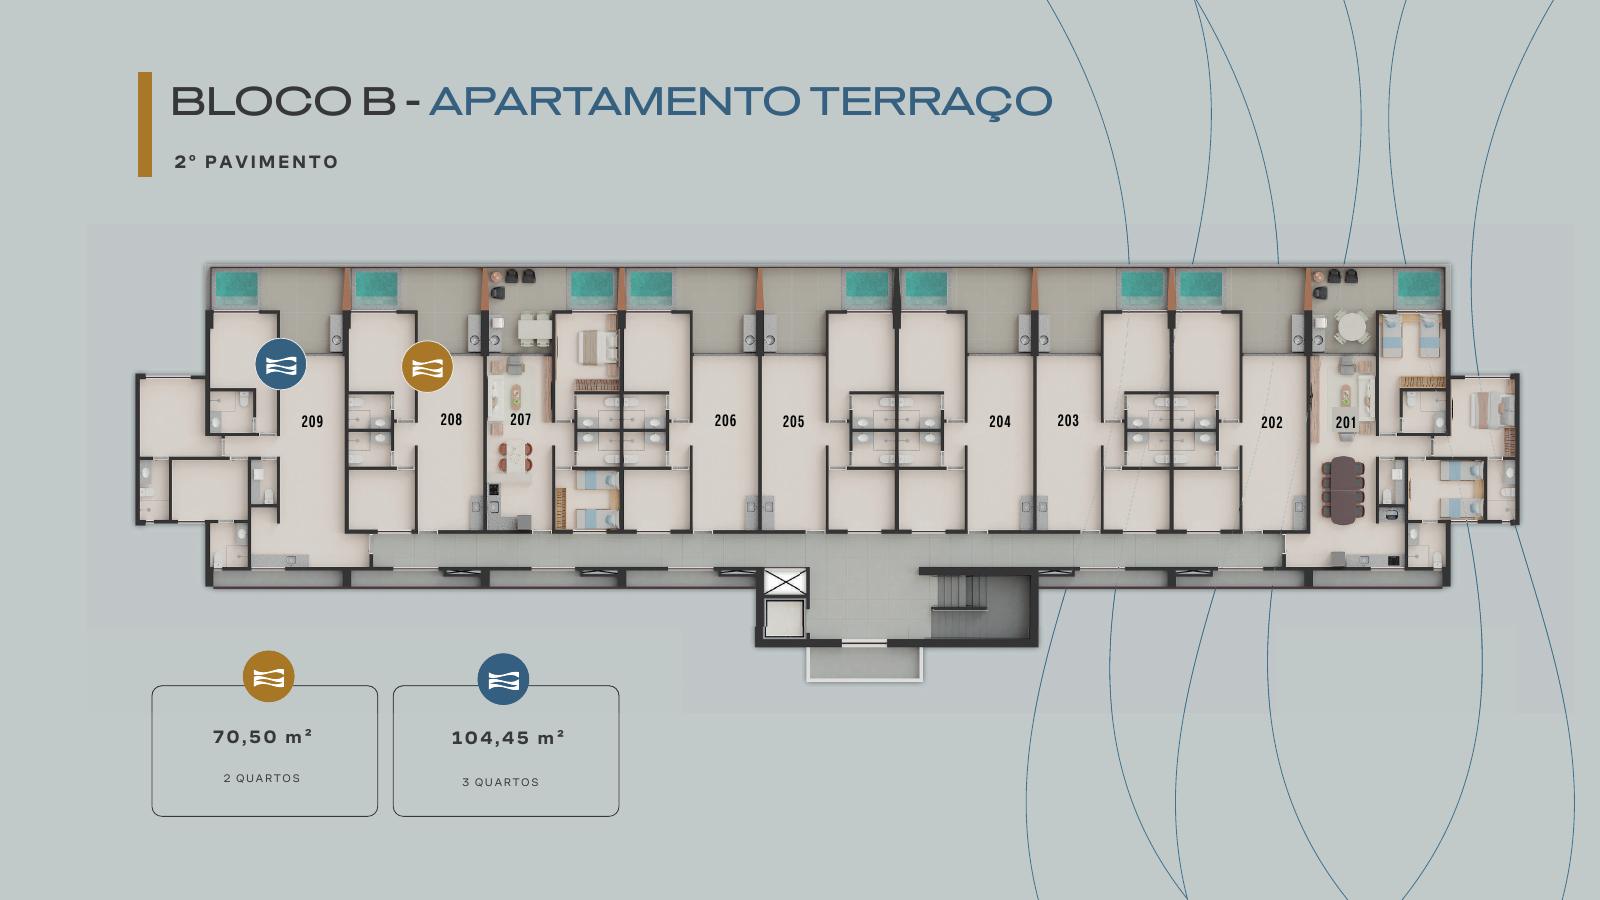 BLOCO B - APARTAMENTO TERRAÇO
2º PAVIMENTO
209
208
207
206
205
204
203
202
201
70,50 m²
2 QUARTOS
104,45 m²
3 QUARTOS